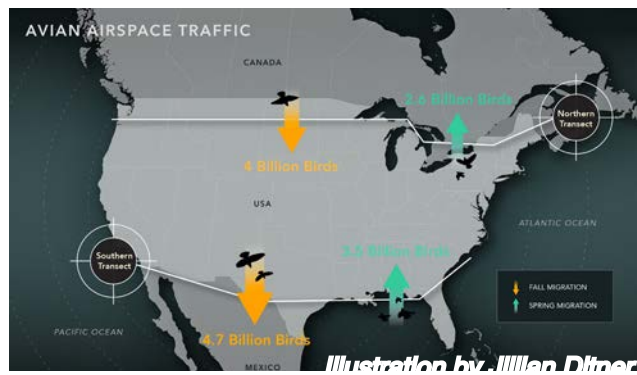 AVIAN AIRSPACE TRAFFIC
CANADA
2.6 Billion Birds
Northern
Transect
4 Billion Birds
USA
ATLANTIC OCEAN
Southern
Transect
3.5 Billion Birds
FALL MIGRATION
SPRING MIGRATION
PACIFIC OCEAN
4.7 Billion Birds
MEXICO
Illustration by Jillian Ditner